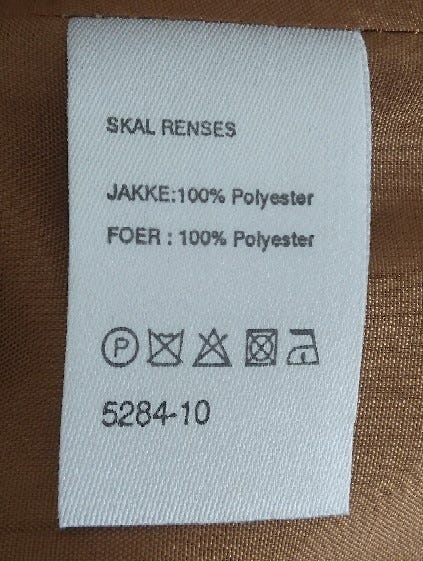 SKAL RENSES
JAKKE:100% Polyester
FOER : 100% Polyester
P
5284-10